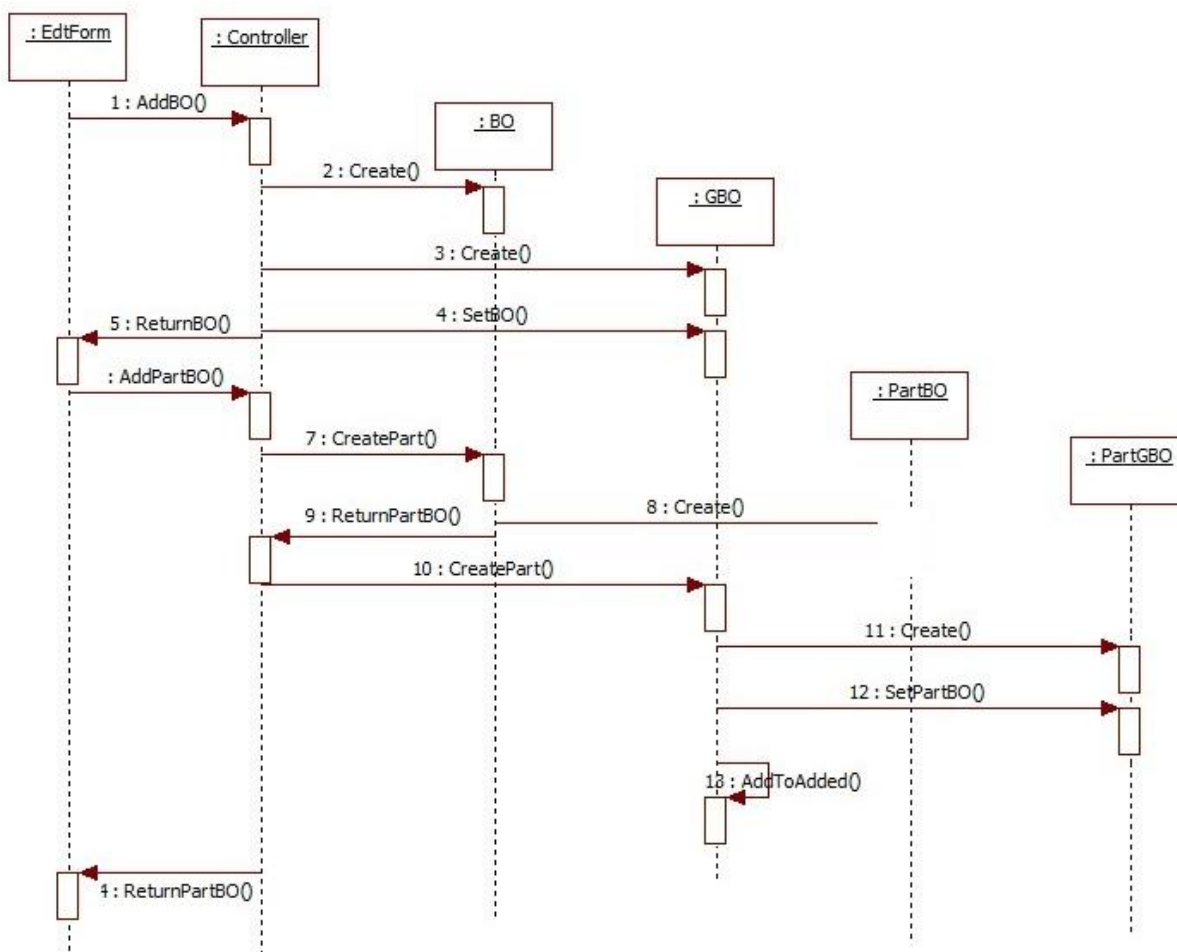 : EdtForm
: Controller
1 : AddBO()
: BO
2 : Create()
: GBO
3 : Create()
4 : SetBO()
5 : ReturnBO()
: AddPartBO()
: PartBO
7 : CreatePart()
: PartGBO
8 : Create()
9 : ReturnPartBO()
10 : CreatePart()
11 : Create()
12 : SetPartBO()
13 : AddToAdded()
4 : ReturnPartBO()